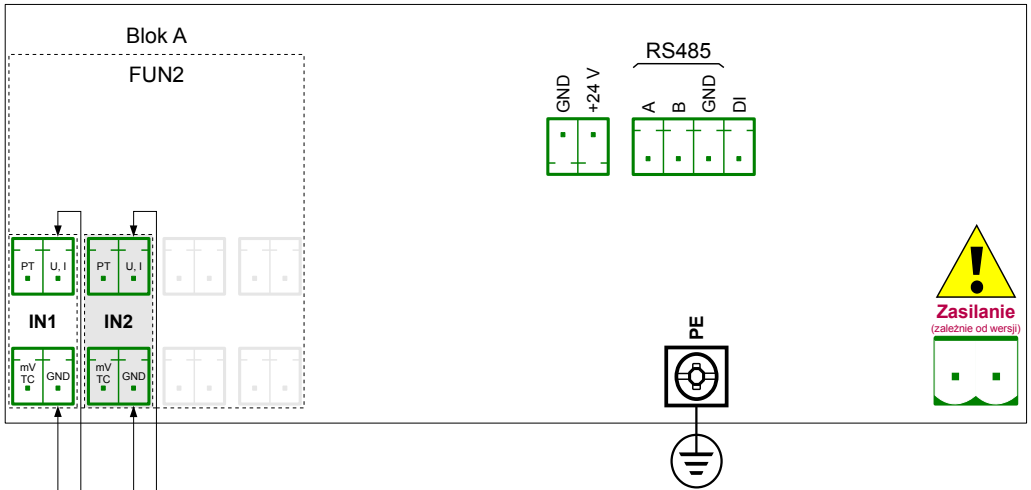 Blok A
FUN2
RS485
GND
+24 V
A
B
GND
DI
PT
U, I
PT
U, I
IN1
IN2
mV
TC
GND
mV
TC
GND
PE
Zasilanie
(zależnie od wersji)